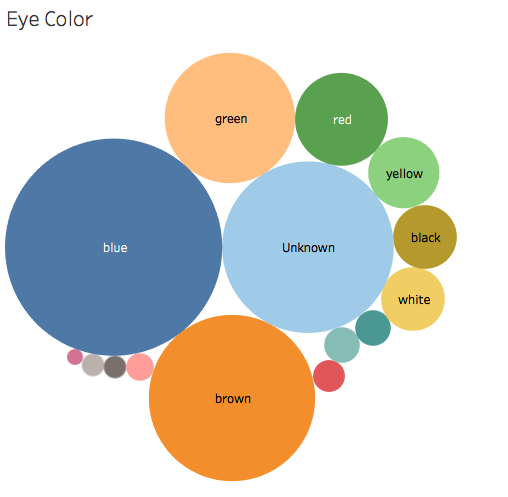 Eye Color
green
red
yellow
black
blue
Unknown
white
brown